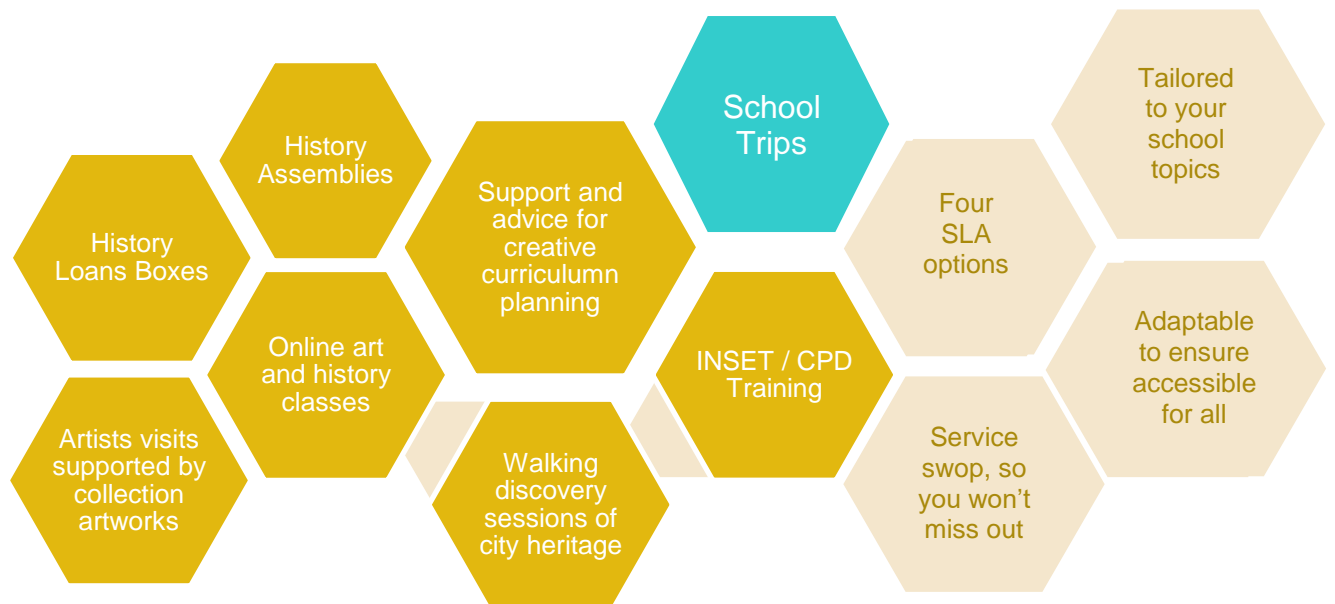 History
Loans Boxes
History
Assemblies
Artists visits
supported by
collection
artworks
Online art
and history
classes
Support and
advice for
creative
curriculumn
planning
Walking
discovery
sessions of
city heritage
School
Trips
INSET / CPD
Training
Four
SLA
options
Service
swop, so
you won’t
miss out
Tailored
to your
school
topics
Adaptable
to ensure
accessible
for all